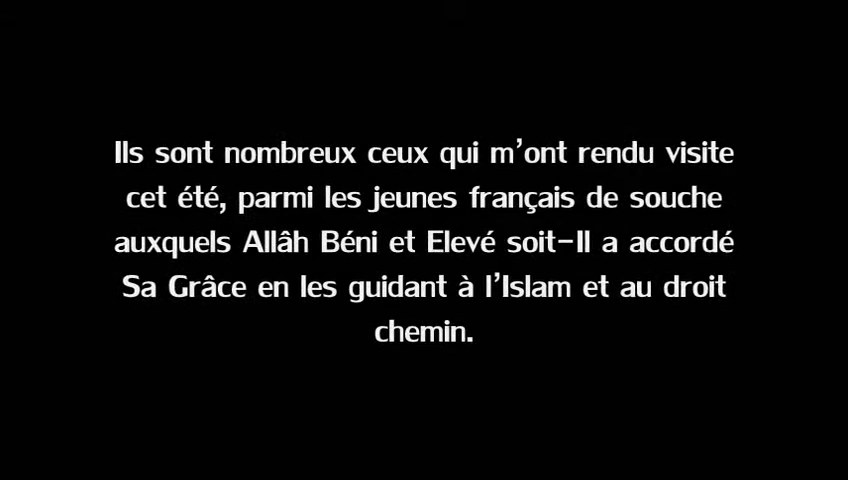 Ils sont nombreux ceux qui m'ont rendu visite
cet été, parmi les jeunes français de souche
auxquels Allâh Béni et Elevé soit-Il a accordé
Sa Grâce en les guidant à l'Islam et au droit
chemin.